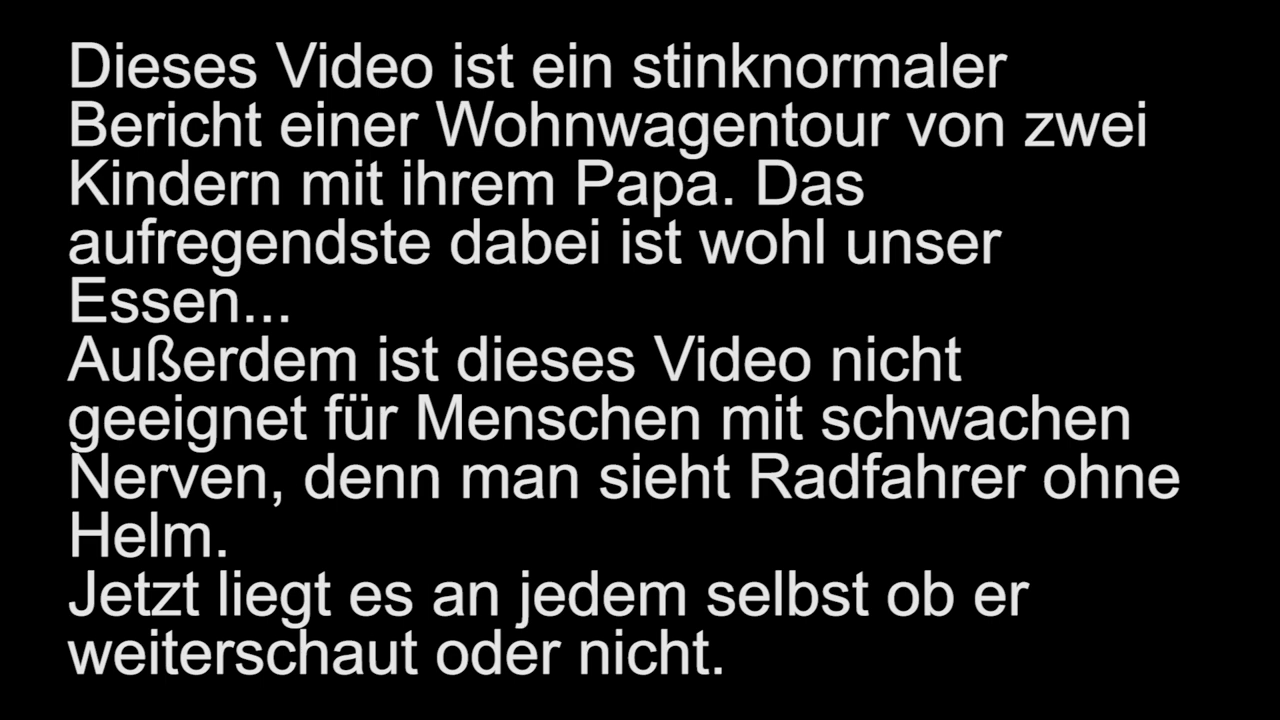 Dieses Video ist ein stinknormaler
Bericht einer Wohnwagentour von zwei
Kindern mit ihrem Papa. Das
aufregendste dabei ist wohl unser
Essen...
Außerdem ist dieses Video nicht
geeignet für Menschen mit schwachen
Nerven, denn man sieht Radfahrer ohne
Helm.
Jetzt liegt es an jedem selbst ob er
weiterschaut oder nicht.